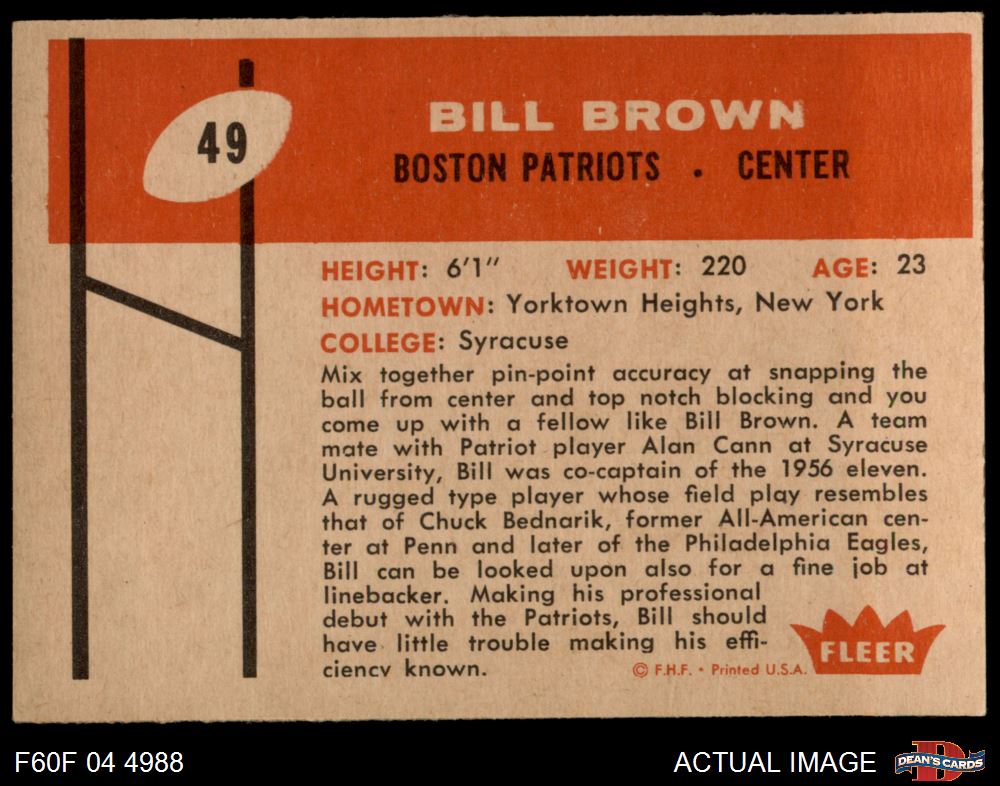 49
BILL BROWN
BOSTON PATRIOTS . CENTER
HEIGHT: 6'1" WEIGHT: 220 AGE: 23
HOMETOWN: Yorktown Heights, New York
COLLEGE: Syracuse
Mix together pin-point accuracy at snapping the
ball from center and top notch blocking and you
come up with a fellow like Bill Brown. A team
mate with Patriot player Alan Cann at Syracuse
University, Bill was co-captain of the 1956 eleven.
A rugged type player whose field play resembles
that of Chuck Bednarik, former All-American cen-
ter at Penn and later of the Philadelphia Eagles,
Bill can be looked upon also for a fine job at
linebacker. Making his professional
debut with the Patriots, Bill should
have little trouble making his effi-
ciency known.
FLEER
© F.H.F. • Printed U.S.A.
F60F 04 4988
ACTUAL IMAGE
D
DEAN'S CARDS